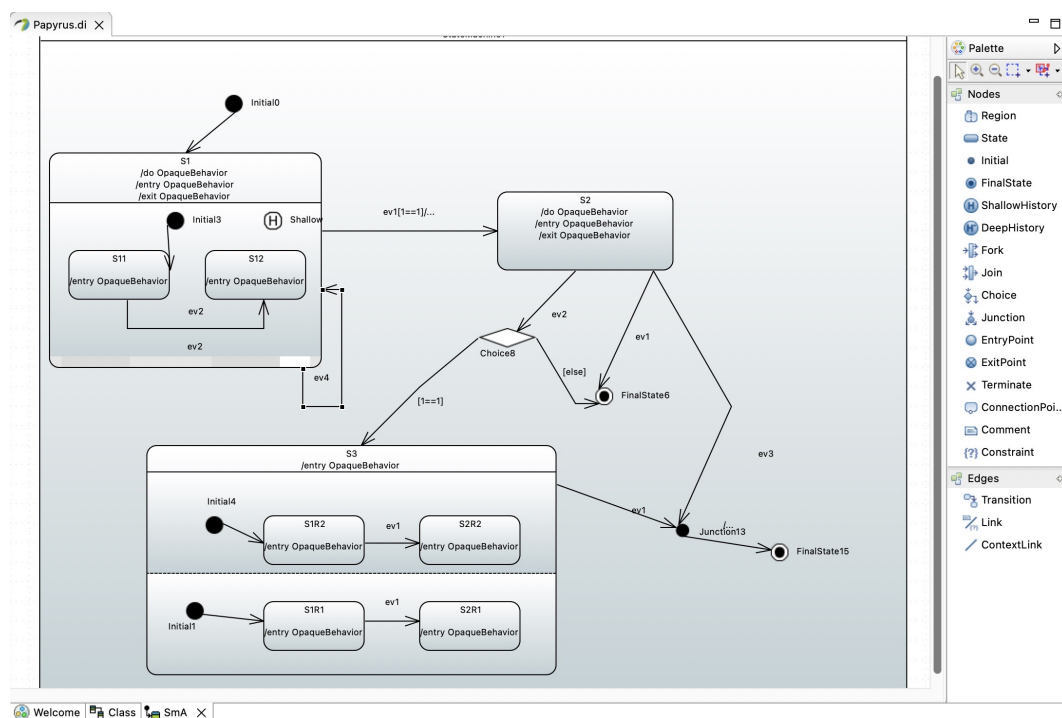 Papyrus.di
Initial0
S1
/do OpaqueBehavior
/entry OpaqueBehavior
/exit OpaqueBehavior
Initial3
H
Shallow
S11
/entry OpaqueBehavior
S12
/entry OpaqueBehavior
ev2
ev2
ev4
ev1[1==1]/...
S2
/do OpaqueBehavior
/entry OpaqueBehavior
/exit OpaqueBehavior
ev2
ev1
Choice8
[else]
FinalState6
[1==1]
ev3
S3
/entry OpaqueBehavior
Initial4
S1R2
/entry OpaqueBehavior
ev1
S2R2
/entry OpaqueBehavior
Initial1
S1R1
/entry OpaqueBehavior
ev1
S2R1
/entry OpaqueBehavior
ev1
/...
Junction13
FinalState15
Palette
Nodes
Region
State
Initial
FinalState
H ShallowHistory
H* DeepHistory
Fork
Join
Choice
Junction
EntryPoint
ExitPoint
Terminate
ConnectionPoi...
Comment
{?} Constraint
Edges
Transition
Link
ContextLink
Welcome
Class
SmA